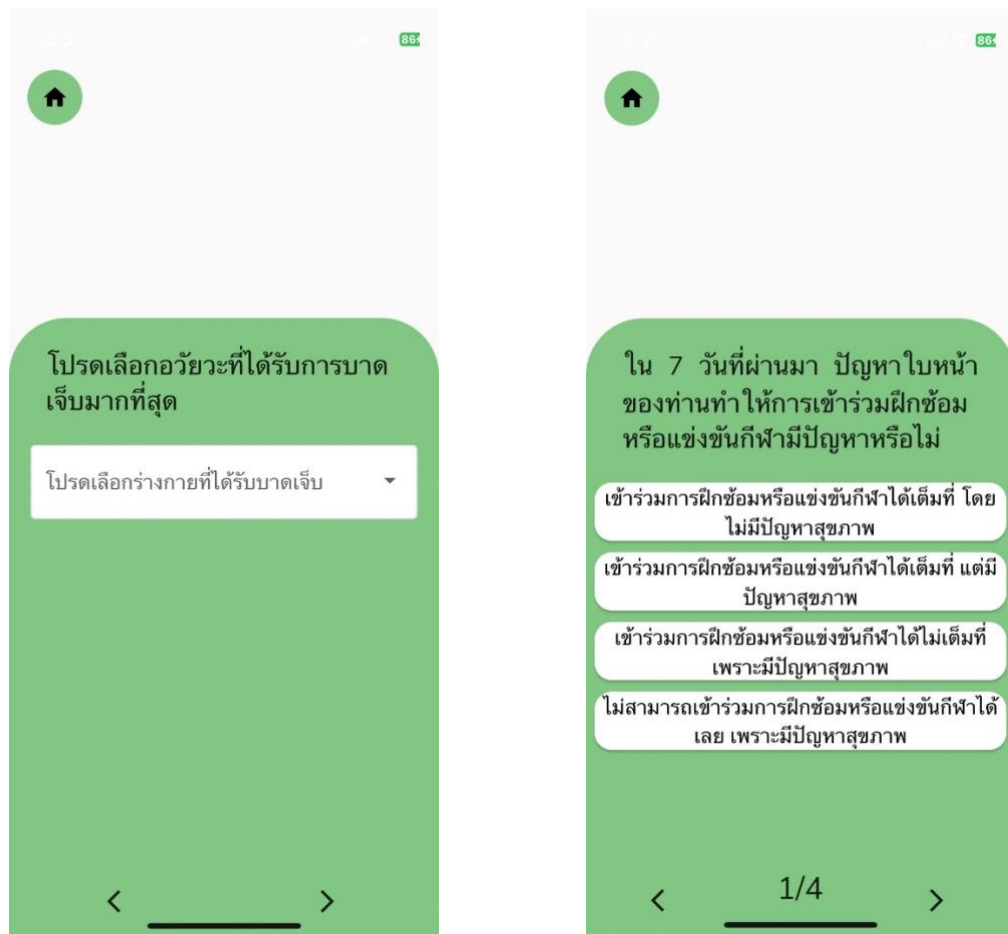 86
โปรดเลือกอวัยวะที่ได้รับการบาด
เจ็บมากที่สุด
โปรดเลือกร่างกายที่ได้รับบาดเจ็บ
<
>
86
ใน 7 วันที่ผ่านมา ปัญหาใบหน้า
ของท่านทำให้การเข้าร่วมฝึกซ้อม
หรือแข่งขันกีฬามีปัญหาหรือไม่
เข้าร่วมการฝึกซ้อมหรือแข่งขันกีฬาได้เต็มที่ โดย
ไม่มีปัญหาสุขภาพ
เข้าร่วมการฝึกซ้อมหรือแข่งขันกีฬาได้เต็มที่ แต่มี
ปัญหาสุขภาพ
เข้าร่วมการฝึกซ้อมหรือแข่งขันกีฬาได้ไม่เต็มที่
เพราะมีปัญหาสุขภาพ
ไม่สามารถเข้าร่วมการฝึกซ้อมหรือแข่งขันกีฬาได้
เลย เพราะมีปัญหาสุขภาพ
< 1/4 >